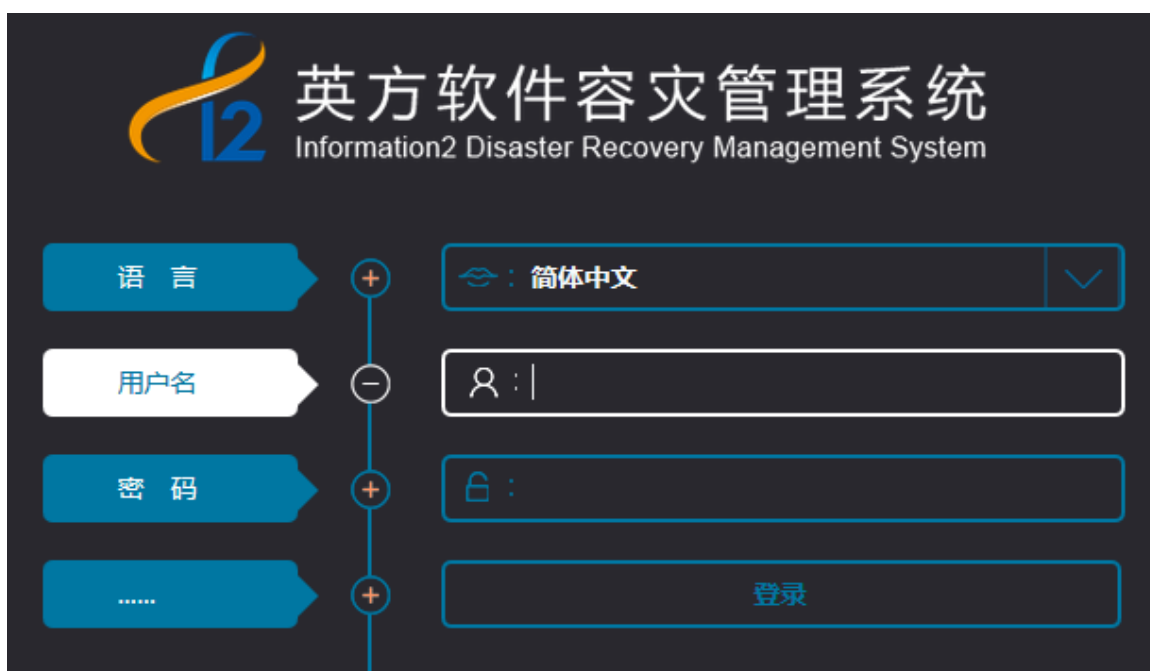 i2
英方软件容灾管理系统
Information2 Disaster Recovery Management System
语 言
: 简体中文
用户名
:
密 码
:
......
登录